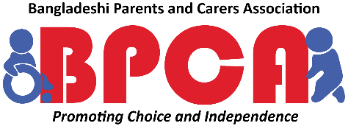 Bangladeshi Parents and Carers Association
BPCA
Promoting Choice and Independence